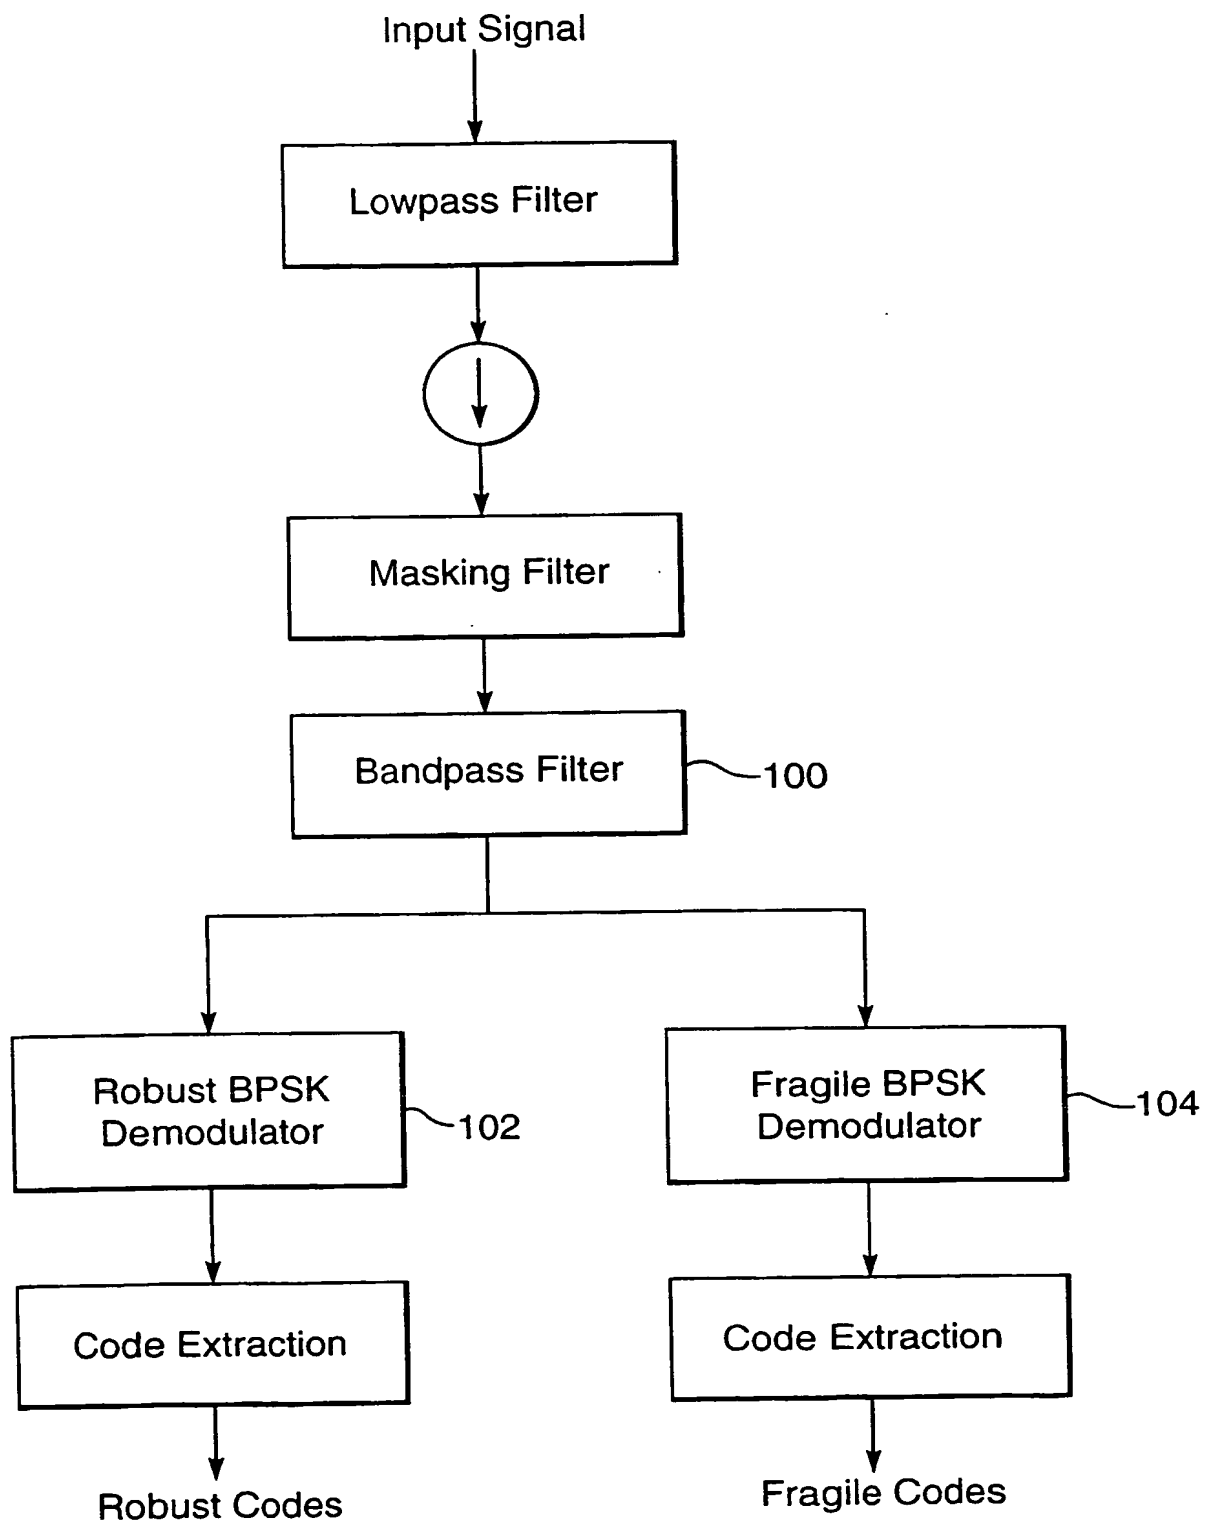 Input Signal
Lowpass Filter
Masking Filter
Bandpass Filter
100
Robust BPSK
Demodulator
102
Fragile BPSK
Demodulator
104
Code Extraction
Code Extraction
Robust Codes
Fragile Codes